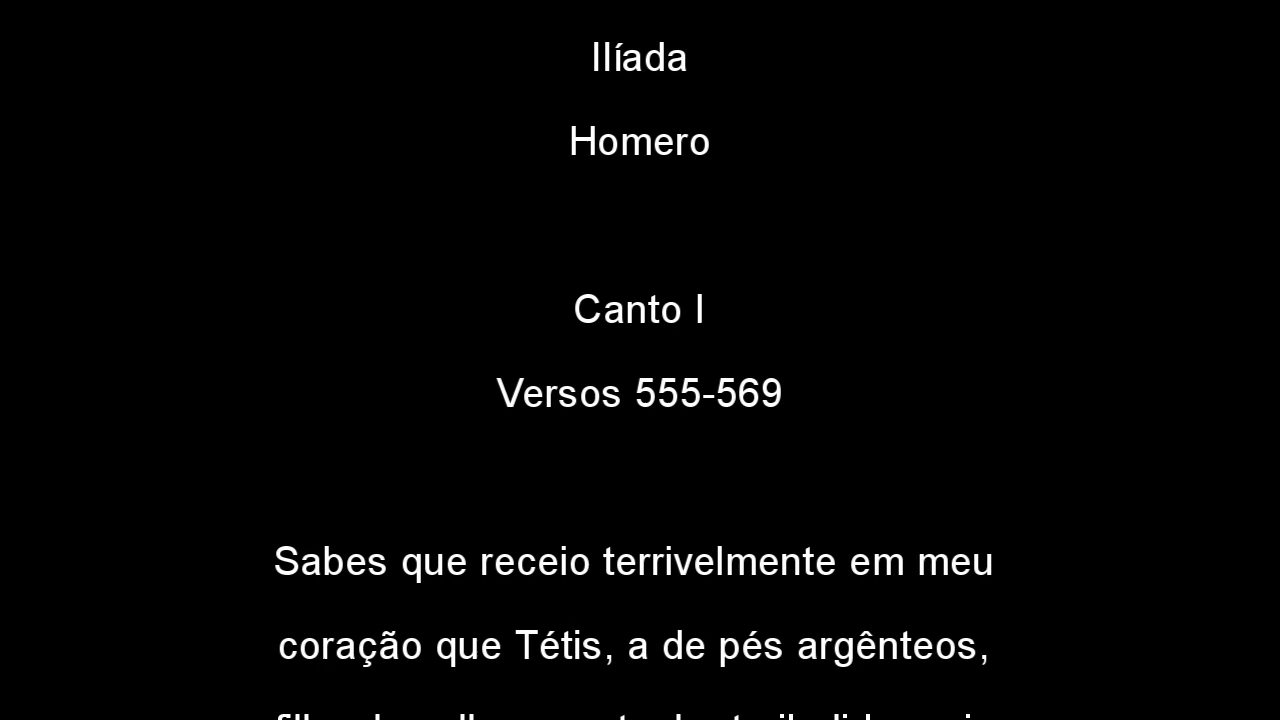 Ilíada
Homero
Canto I
Versos 555-569
Sabes que receio terrivelmente em meu
coração que Tétis, a de pés argênteos,